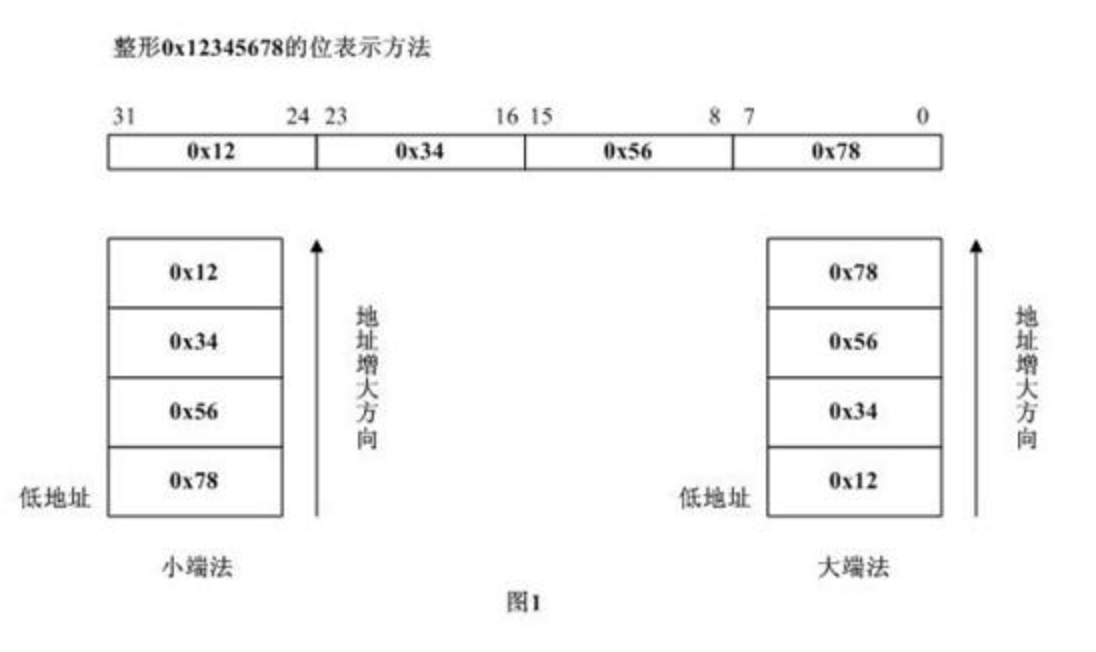 整形0x12345678的位表示方法
31 24 23 16 15 8 7 0
0x12 0x34 0x56 0x78
0x12
0x34
0x56
0x78
低地址
地址增大方向
小端法
0x78
0x56
0x34
0x12
低地址
地址增大方向
大端法
图1